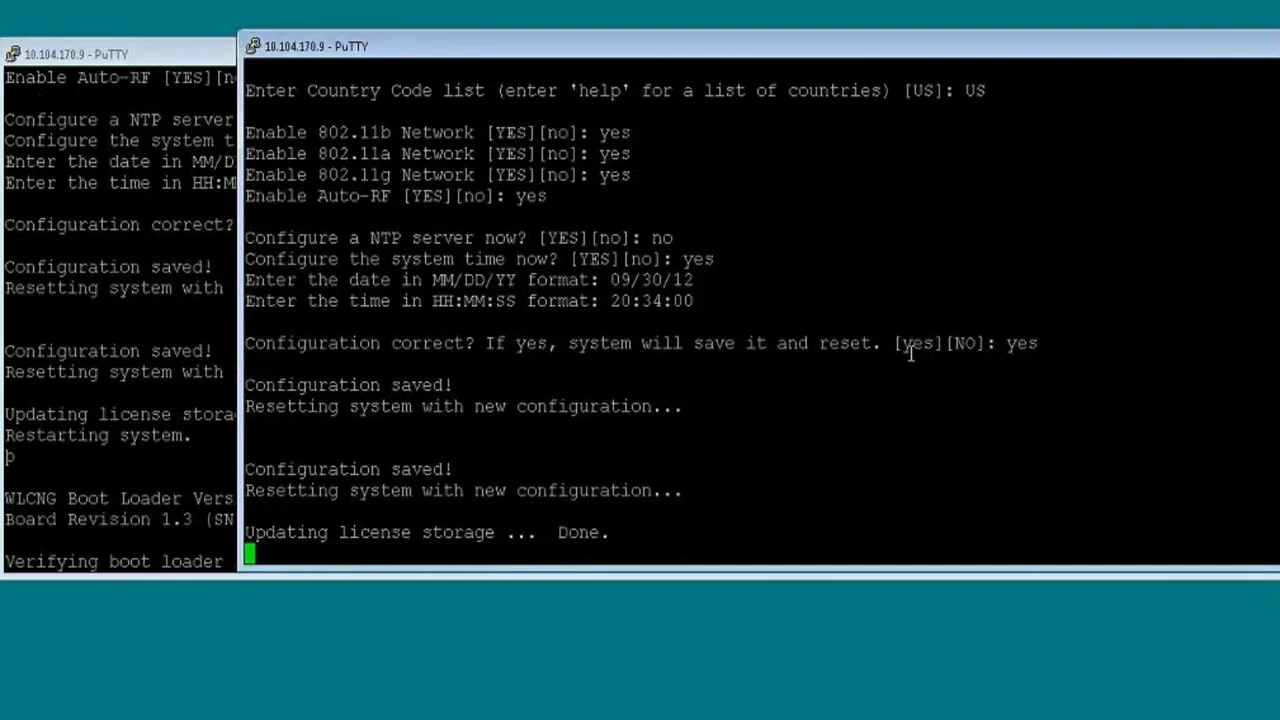 10.104.170.9 - PuTTY
Enable Auto-RF [YES][n
Configure a NTP server
Configure the system t
Enter the date in MM/D
Enter the time in HH:M
Configuration correct?
Configuration saved!
Resetting system with
Configuration saved!
Resetting system with
Updating license stora
Restarting system.
þ
WLCNG Boot Loader Vers
Board Revision 1.3 (SN
Verifying boot loader
10.104.170.9 - PuTTY
Enter Country Code list (enter 'help' for a list of countries) [US]: US
Enable 802.11b Network [YES][no]: yes
Enable 802.11a Network [YES][no]: yes
Enable 802.11g Network [YES][no]: yes
Enable Auto-RF [YES][no]: yes
Configure a NTP server now? [YES][no]: no
Configure the system time now? [YES][no]: yes
Enter the date in MM/DD/YY format: 09/30/12
Enter the time in HH:MM:SS format: 20:34:00
Configuration correct? If yes, system will save it and reset. [yes][NO]: yes
Configuration saved!
Resetting system with new configuration...
Configuration saved!
Resetting system with new configuration...
Updating license storage ... Done.